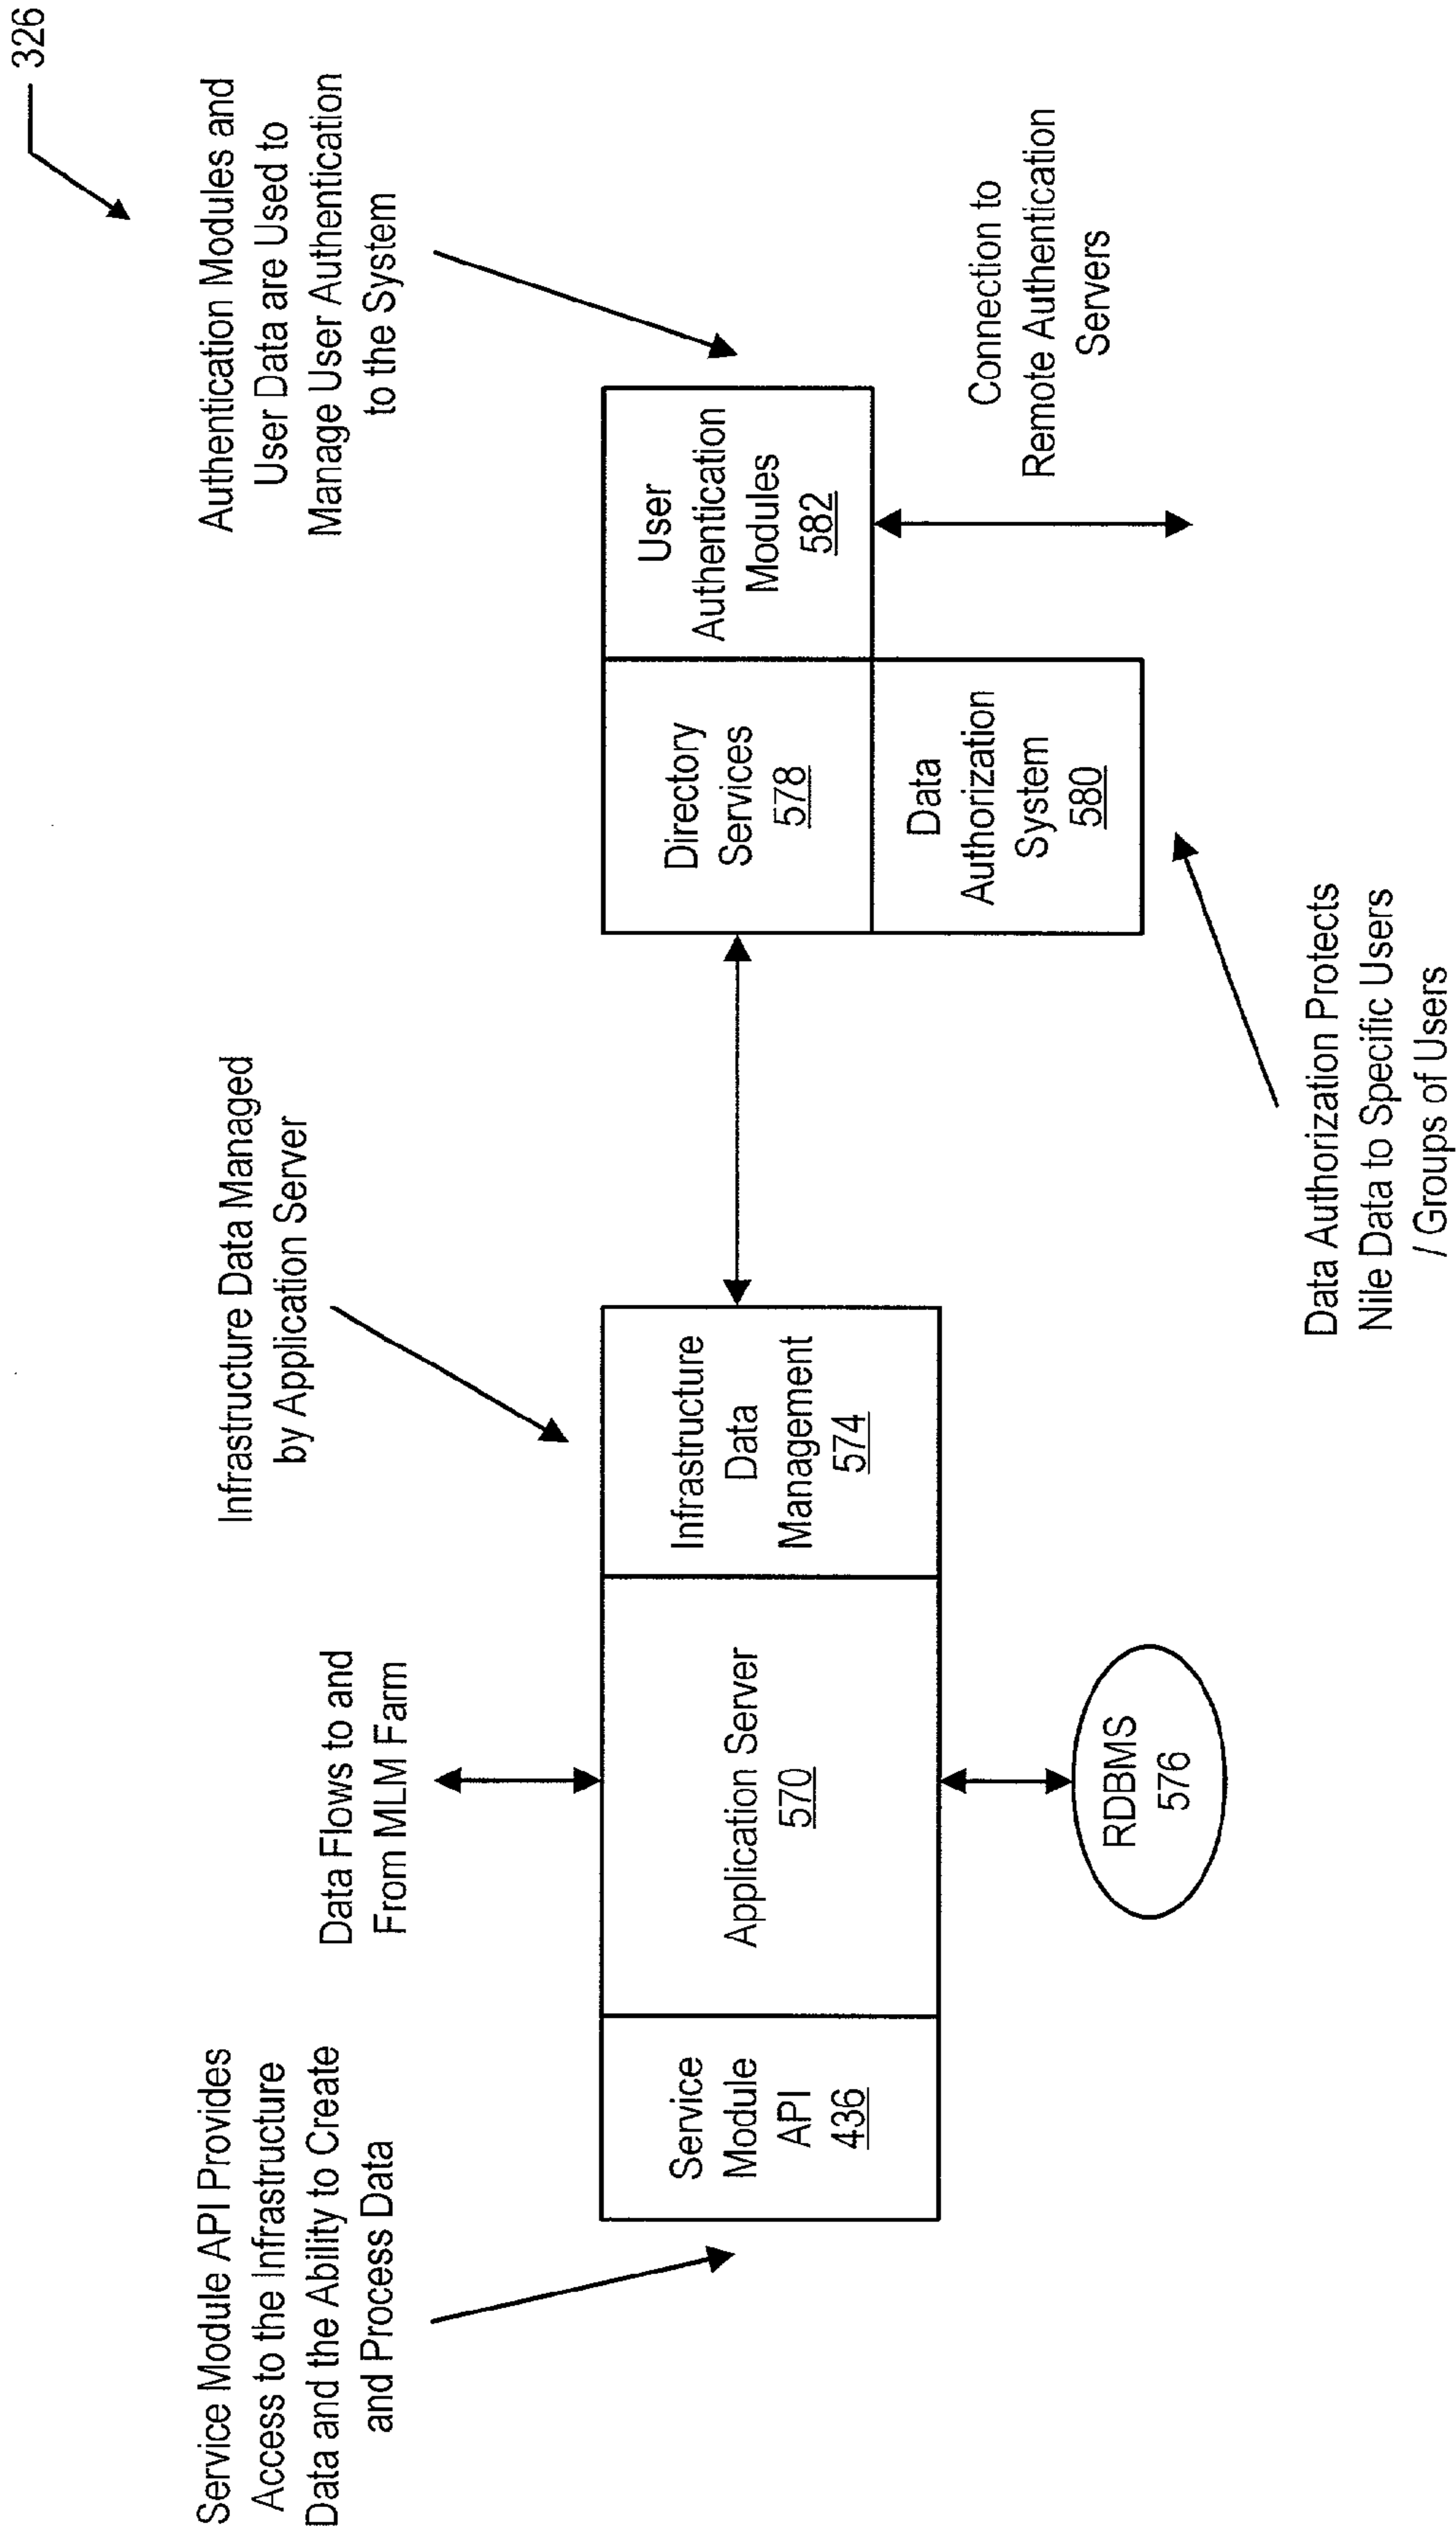 326
Service Module API Provides
Access to the Infrastructure
Data and the Ability to Create
and Process Data
Data Flows to and
From MLM Farm
Infrastructure Data Managed
by Application Server
Authentication Modules and
User Data are Used to
Manage User Authentication
to the System
Service
Module
API
436
Application Server
570
Infrastructure
Data
Management
574
Directory
Services
578
User
Authentication
Modules
582
Data
Authorization
System
580
RDBMS
576
Connection to
Remote Authentication
Servers
Data Authorization Protects
Nile Data to Specific Users
/ Groups of Users